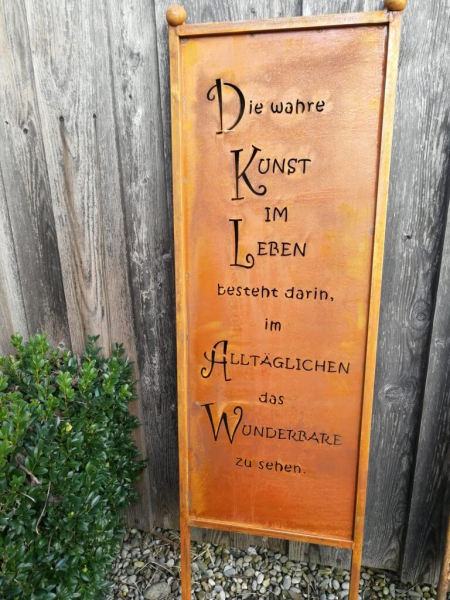 Die wahre
KUNST
IM
LEBEN
besteht darin,
im
ALLTÄGLICHEN
das
WUNDERBARE
zu sehen.